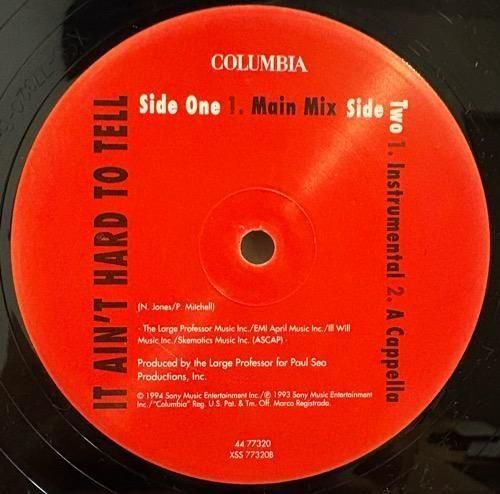 COLUMBIA
Side One 1. Main Mix Side Two 1. Instrumental 2. A Cappella
IT AIN'T HARD TO TELL
(N. Jones/P. Mitchell)
· The Large Professor Music Inc./EMI April Music Inc./Ill Will
Music Inc./Skematics Music Inc. (ASCAP) ·
Produced by the Large Professor for Paul Sea
Productions, Inc.
© 1994 Sony Music Entertainment Inc./℗ 1993 Sony Music Entertainment
Inc./"Columbia" Reg. U.S. Pat. & Tm. Off. Marca Registrada.
44 77320
XSS 77320B